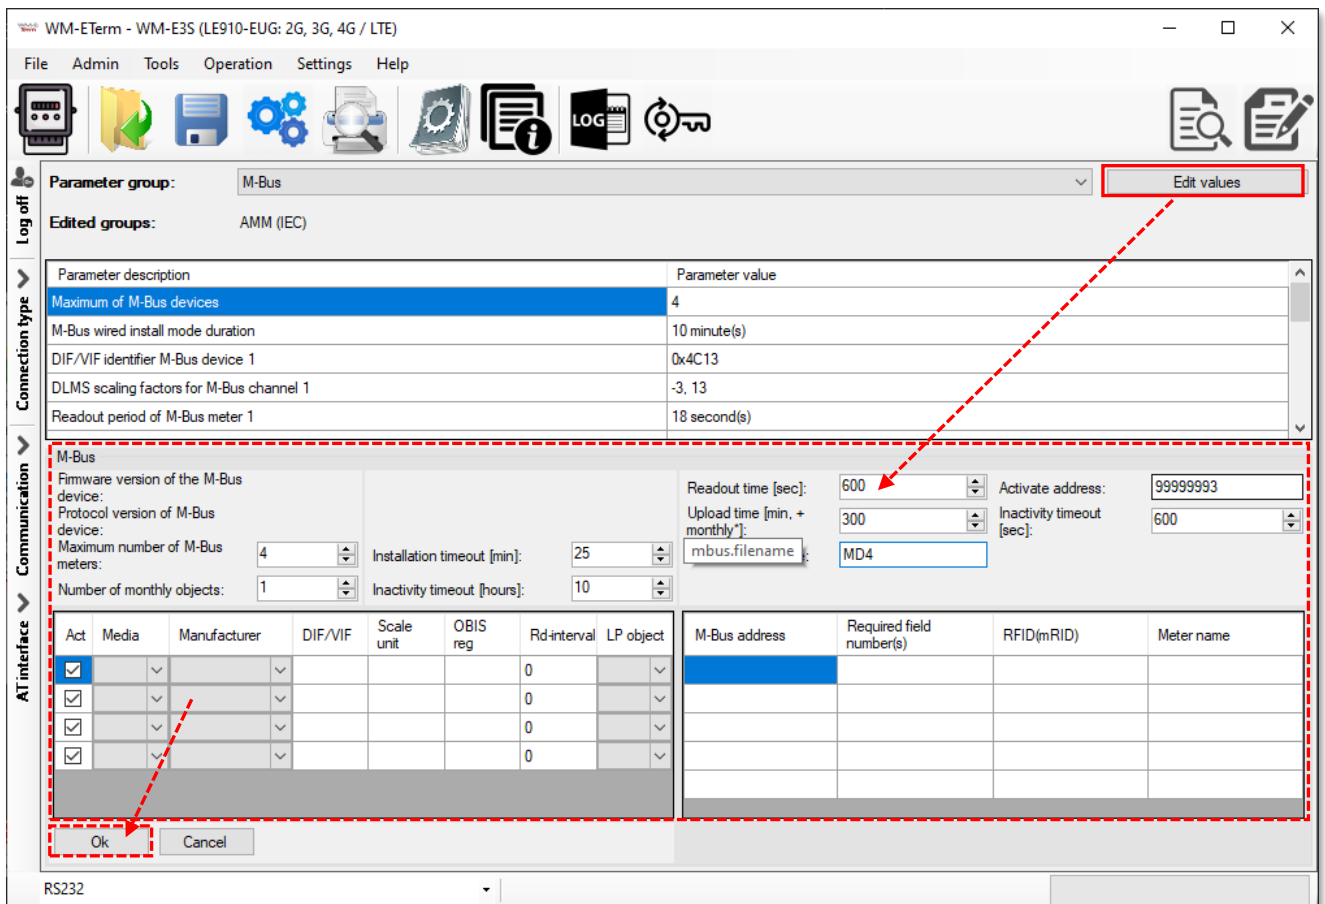 WM-ETerm - WM-E3S (LE910-EUG: 2G, 3G, 4G / LTE)
File Admin Tools Operation Settings Help
LOG
Log off
Connection type
Communication
AT interface
Parameter group: M-Bus Edit values
Edited groups: AMM (IEC)
Parameter description Parameter value
Maximum of M-Bus devices 4
M-Bus wired install mode duration 10 minute(s)
DIF/VIF identifier M-Bus device 1 0x4C13
DLMS scaling factors for M-Bus channel 1 -3, 13
Readout period of M-Bus meter 1 18 second(s)
M-Bus
Firmware version of the M-Bus
device:
Protocol version of M-Bus
device:
Maximum number of M-Bus
meters: 4
Installation timeout [min]: 25
Number of monthly objects: 1
Inactivity timeout [hours]: 10
Readout time [sec]: 600
Activate address: 99999993
Upload time [min, +
monthly*]: 300
Inactivity timeout
[sec]: 600
mbus.filename
MD4
Act Media Manufacturer DIF/VIF Scale
unit OBIS
reg Rd-interval LP object
0
0
0
0
M-Bus address Required field
number(s) RFID(mRID) Meter name
Ok Cancel
RS232